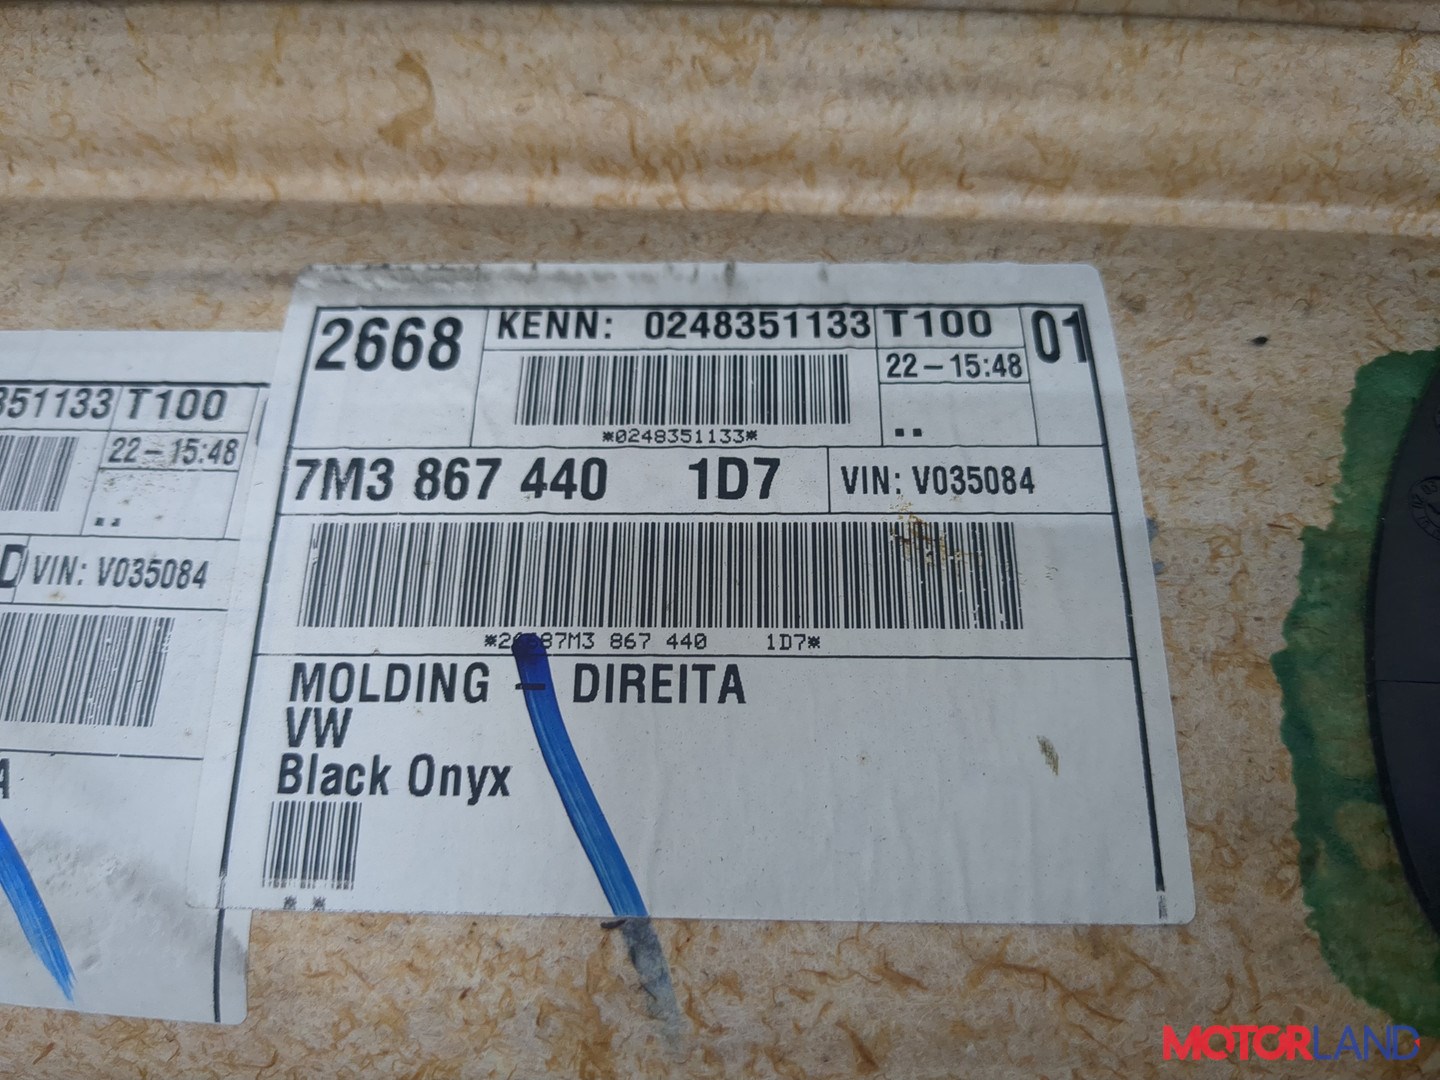 2668 KENN: 0248351133 T100 01
22-15:48
*0248351133*
7M3 867 440 1D7 VIN: V035084
867 440 1D7*
MOLDING - DIREITA
VW
Black Onyx
* *
351133 T100
22-15:48
D VIN: V035084
A
MOTORLAND